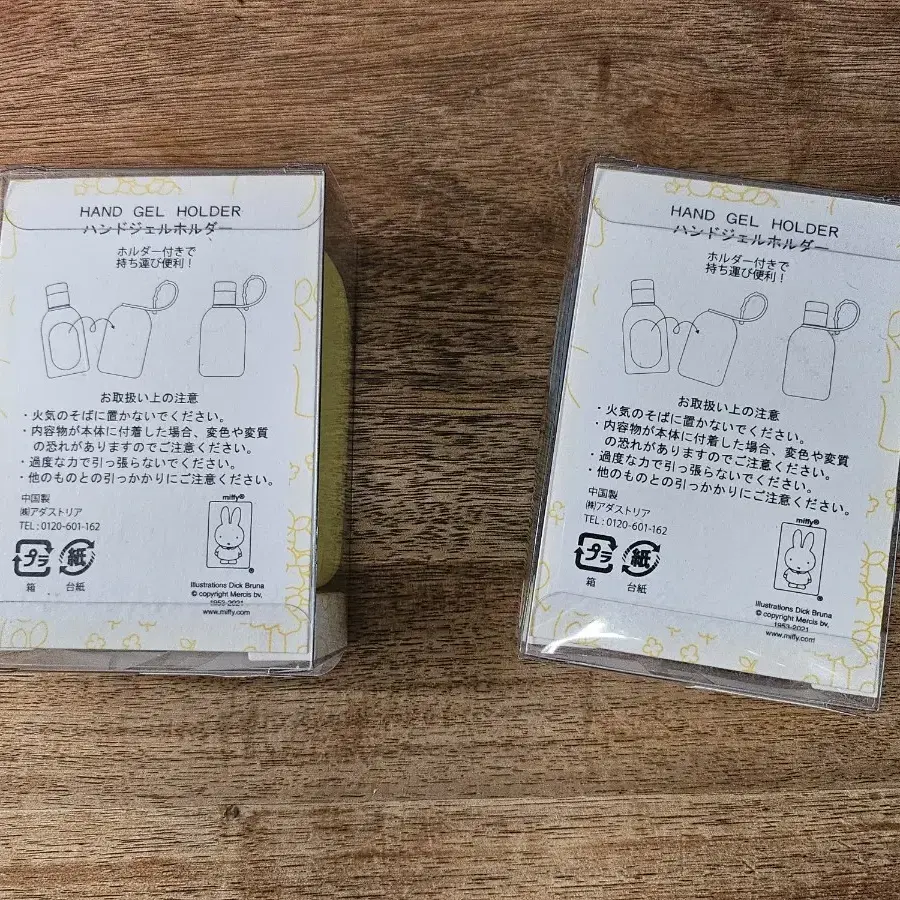 HAND GEL HOLDER
ハンドジェルホルダー
ホルダー付きで
持ち運び便利！
お取扱い上の注意
・火気のそばに置かないでください。
・内容物が本体に付着した場合、変色や変質
の恐れがありますのでご注意ください。
・過度な力で引っ張らないでください。
・他のものとの引っかかりにご注意ください。
中国製
㈱アダストリア
TEL : 0120-601-162
プラ
紙
箱
台紙
miffy®
®
Illustrations Dick Bruna
© copyright Mercis bv,
1953-2021
www.miffy.com
HAND GEL HOLDER
ハンドジェルホルダー
ホルダー付きで
持ち運び便利！
お取扱い上の注意
・火気のそばに置かないでください。
・内容物が本体に付着した場合、変色や変質
の恐れがありますのでご注意ください。
・過度な力で引っ張らないでください。
・他のものとの引っかかりにご注意ください。
中国製
㈱アダストリア
TEL : 0120-601-162
プラ
紙
箱
台紙
miffy®
®
Illustrations Dick Bruna
© copyright Mercis bv,
1953-2021
www.miffy.com